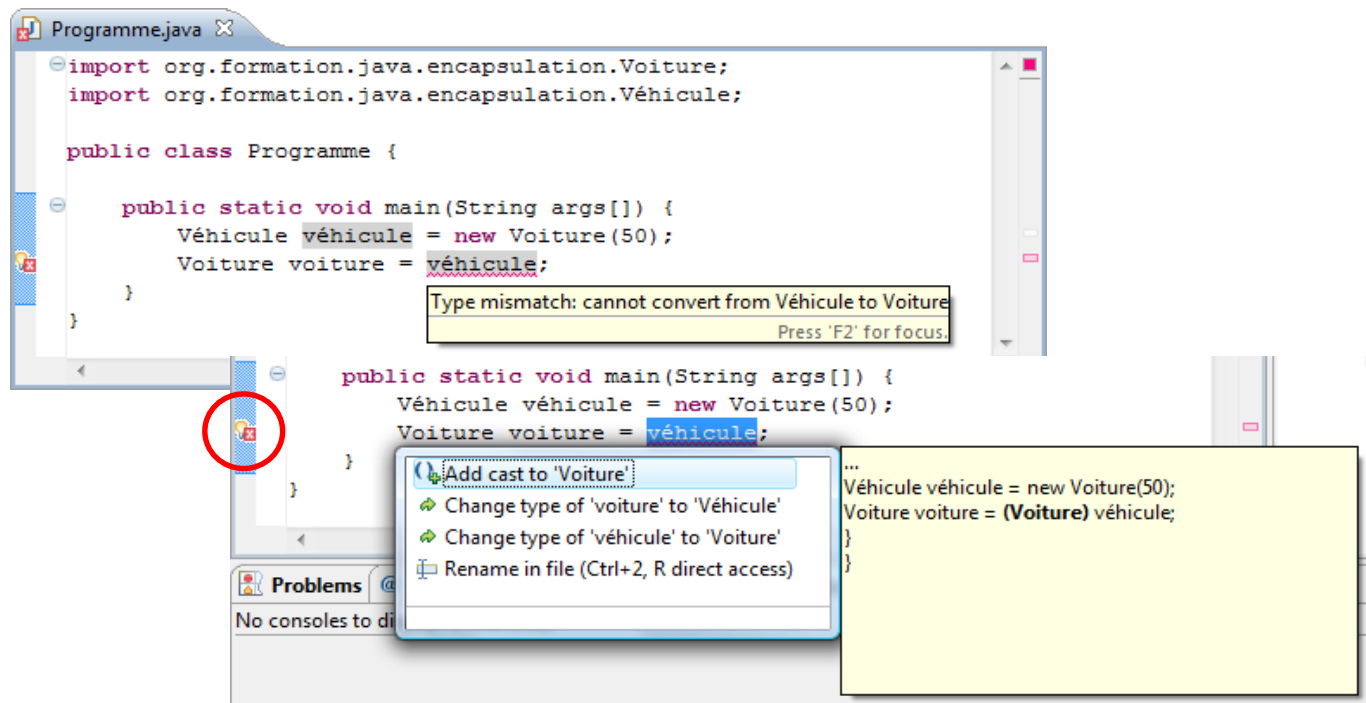 Programme.java
import org.formation.java.encapsulation.Voiture;
import org.formation.java.encapsulation.Véhicule;
public class Programme {
public static void main(String args[]) {
Véhicule véhicule = new Voiture(50);
Voiture voiture = véhicule;
}
}
Type mismatch: cannot convert from Véhicule to Voiture
Press 'F2' for focus.
public static void main(String args[]) {
Véhicule véhicule = new Voiture(50);
Voiture voiture = véhicule;
}
}
Add cast to 'Voiture'
Change type of 'voiture' to 'Véhicule'
Change type of 'véhicule' to 'Voiture'
Rename in file (Ctrl+2, R direct access)
...
Véhicule véhicule = new Voiture(50);
Voiture voiture = (Voiture) véhicule;
}
}
Problems @
No consoles to di